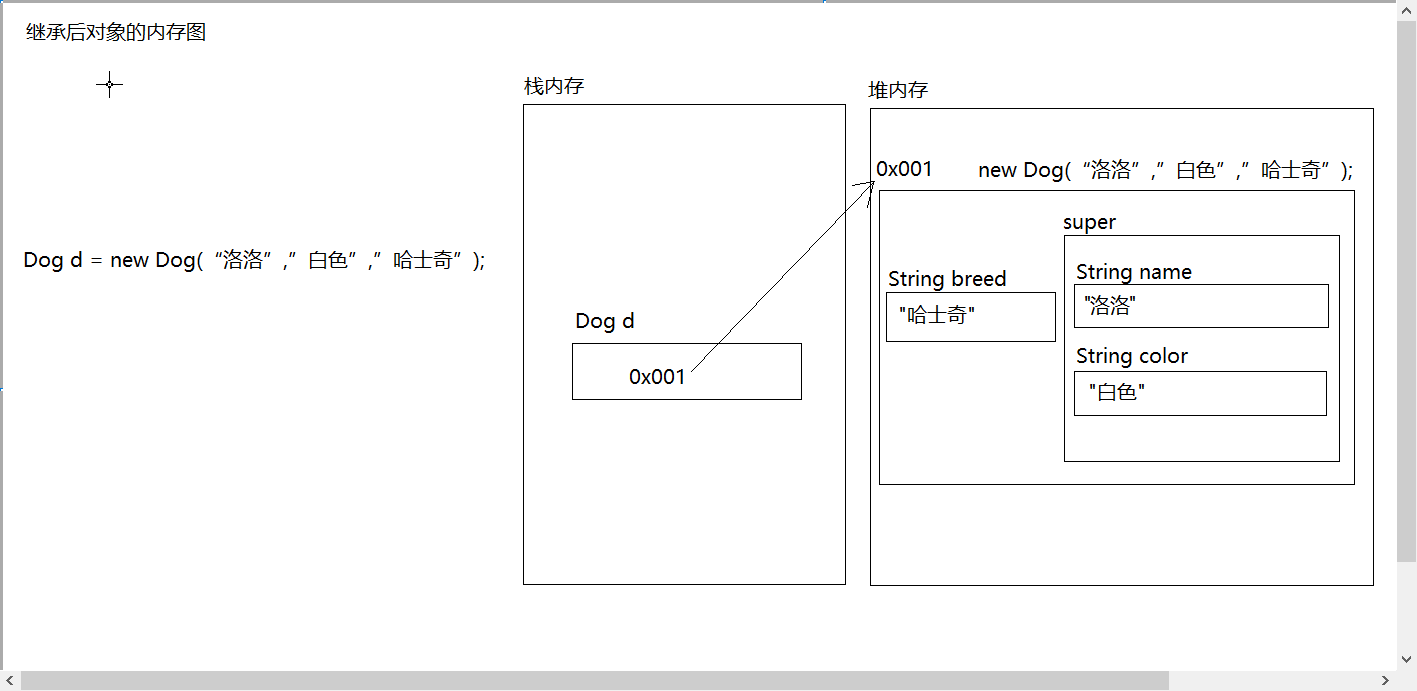 继承后对象的内存图
栈内存
堆内存
0x001
new Dog(“洛洛”,”白色”,”哈士奇”);
super
Dog d = new Dog(“洛洛”,”白色”,”哈士奇”);
String breed
String name
"哈士奇"
"洛洛"
Dog d
String color
0x001
"白色"